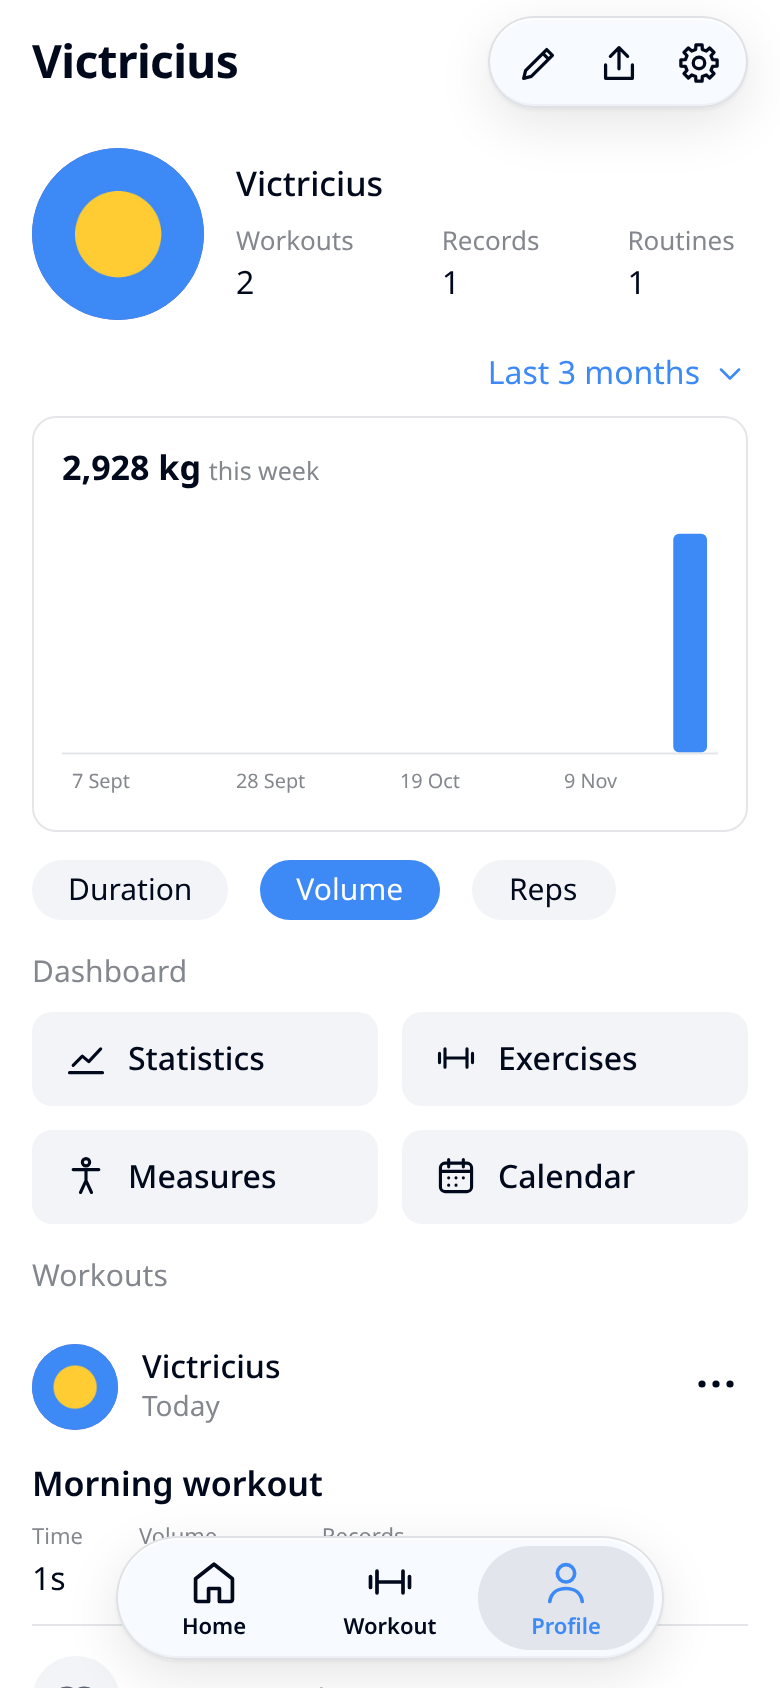 Victricius
Victricius
Workouts Records Routines
2 1 1
Last 3 months
2,928 kg this week
7 Sept 28 Sept 19 Oct 9 Nov
Duration Volume Reps
Dashboard
Statistics Exercises
Measures Calendar
Workouts
Victricius
Today
Morning workout
Time Volume Records
1s
Home Workout Profile